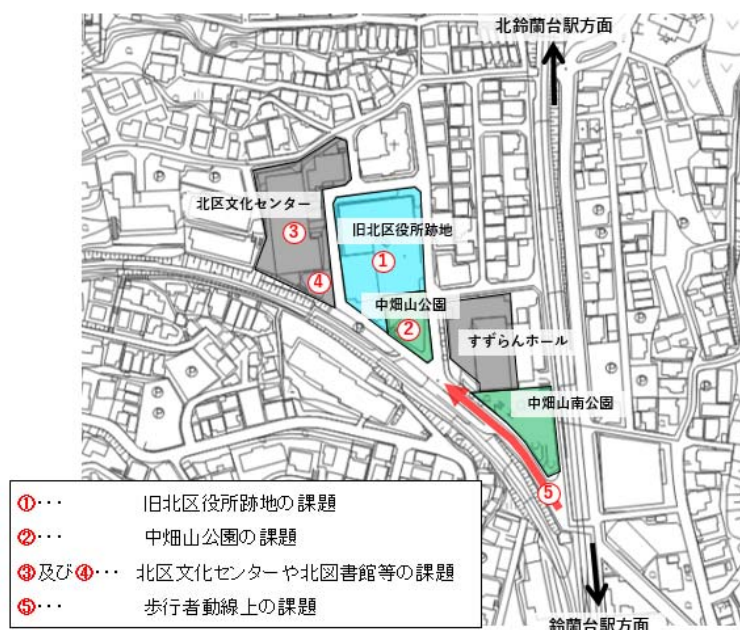 北鈴蘭台駅方面
北区文化センター
③
旧北区役所跡地
①
④
中畑山公園
②
すずらんホール
中畑山南公園
⑤
①･･･ 旧北区役所跡地の課題
②･･･ 中畑山公園の課題
③及び④･･･ 北区文化センターや北図書館等の課題
⑤･･･ 歩行者動線上の課題
鈴蘭台駅方面